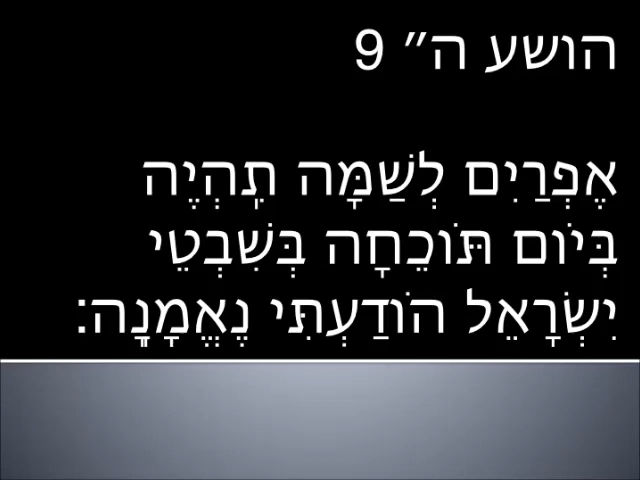 הושע ה״ 9
אֶפְרַיִם לְשַׁמָּה תִֽהְיֶה
בְּיוֹם תּוֹכֵחָה בְּשִׁבְטֵי
יִשְׂרָאֵל הוֹדַעְתִּי נֶאֱמָנָֽה׃